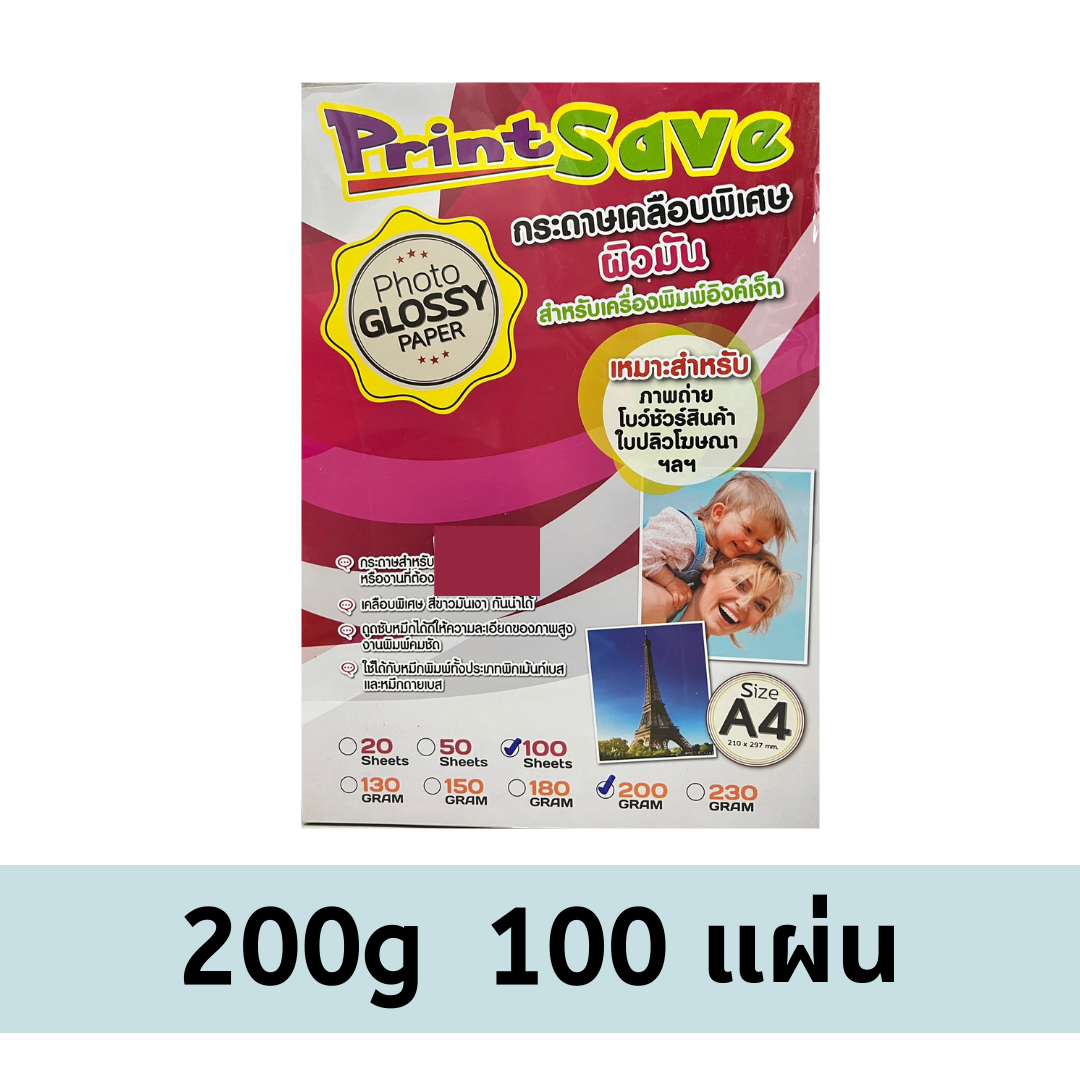 PrintSave
กระดาษเคลือบพิเศษ
ผิวมัน
สำหรับเครื่องพิมพ์อิงค์เจ็ท
Photo
GLOSSY
PAPER
เหมาะสำหรับ
ภาพถ่าย
โบว์ชัวร์สินค้า
ใบปลิวโฆษณา
ฯลฯ
กระดาษสำหรับ
หรืองานที่ต้อง
เคลือบพิเศษ สีขาวมันเงา กันน้ำได้
ดูดซับหมึกได้ดีให้ความละเอียดของภาพสูง
งานพิมพ์คมชัด
ใช้ได้กับหมึกพิมพ์ทั้งประเภทพิกเม้นท์เบส
และหมึกดายเบส
Size
A4
210 x 297 mm.
20 Sheets 50 Sheets 100 Sheets
130 GRAM 150 GRAM 180 GRAM 200 GRAM 230 GRAM
200g 100 แผ่น